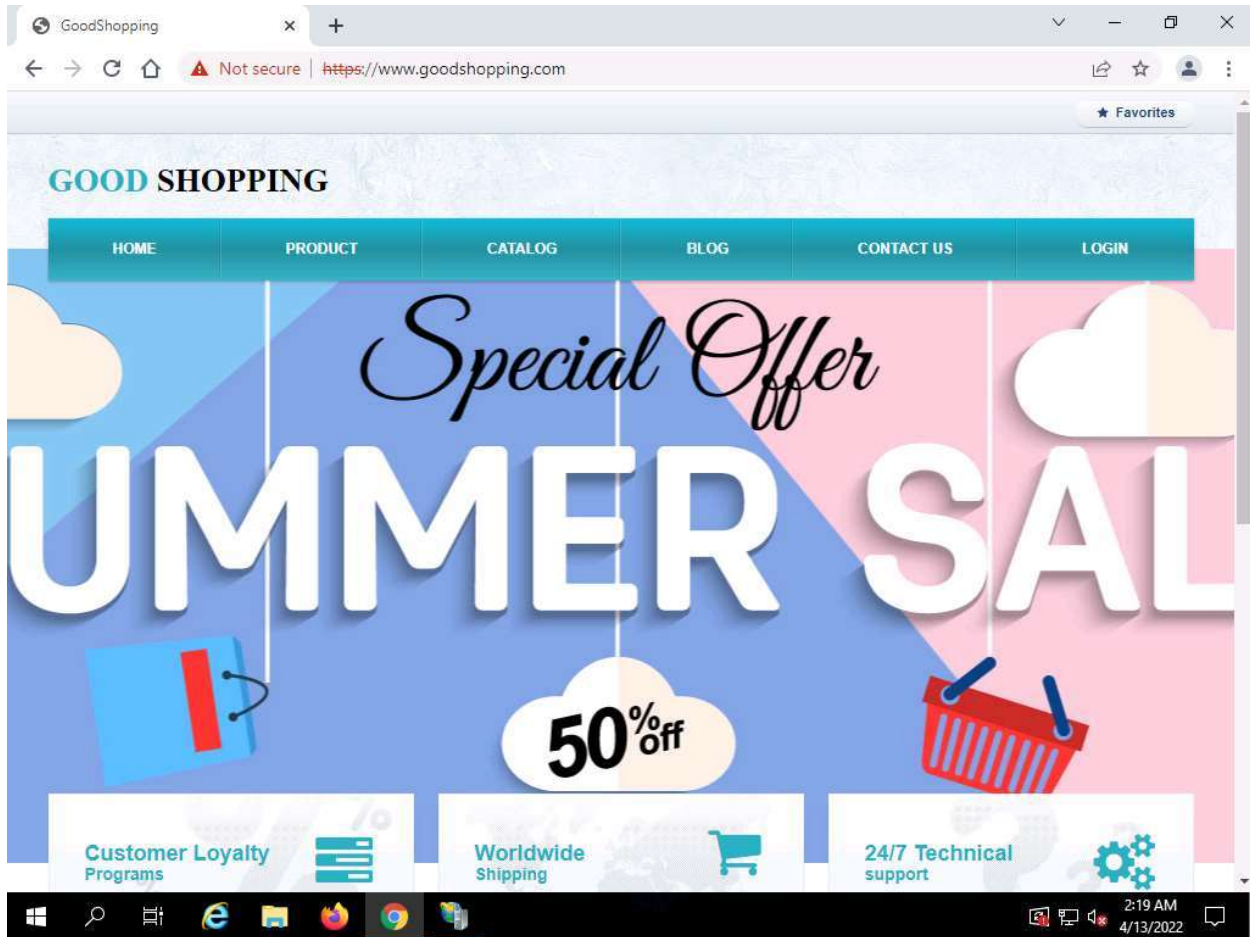 GoodShopping
Not secure | https://www.goodshopping.com
Favorites
GOOD SHOPPING
HOME PRODUCT CATALOG BLOG CONTACT US LOGIN
Special Offer
UMMER SAL
50% off
Customer Loyalty
Programs
Worldwide
Shipping
24/7 Technical
support
2:19 AM
4/13/2022